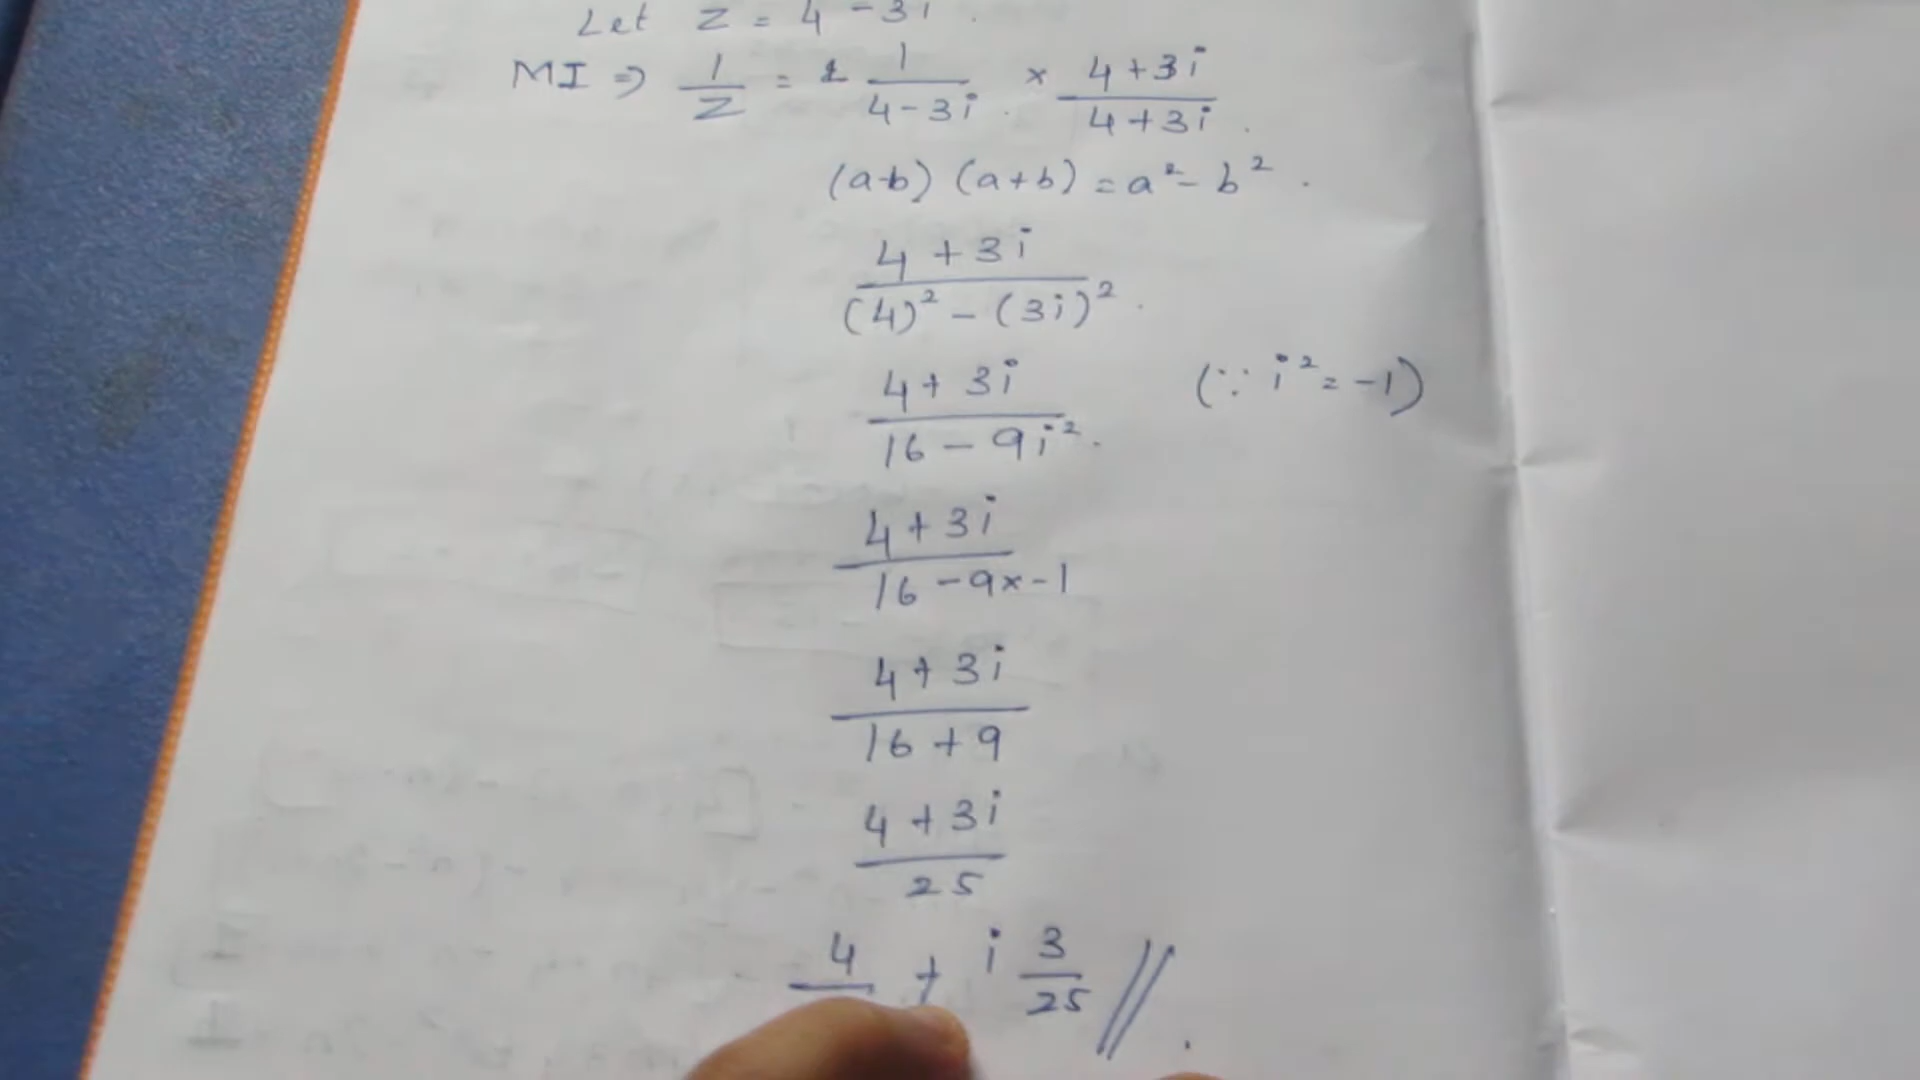 Let z = 4 - 3i.
MI ⇒ 1/z = 1/(4-3i) × (4+3i)/(4+3i).
(a-b) (a+b) = a² - b².
(4+3i)/((4)² - (3i)²).
(4+3i)/(16 - 9i²). (∵ i² = -1)
(4+3i)/(16 - 9x-1)
(4+3i)/(16+9)
(4+3i)/25
4/ + i 3/25 //.